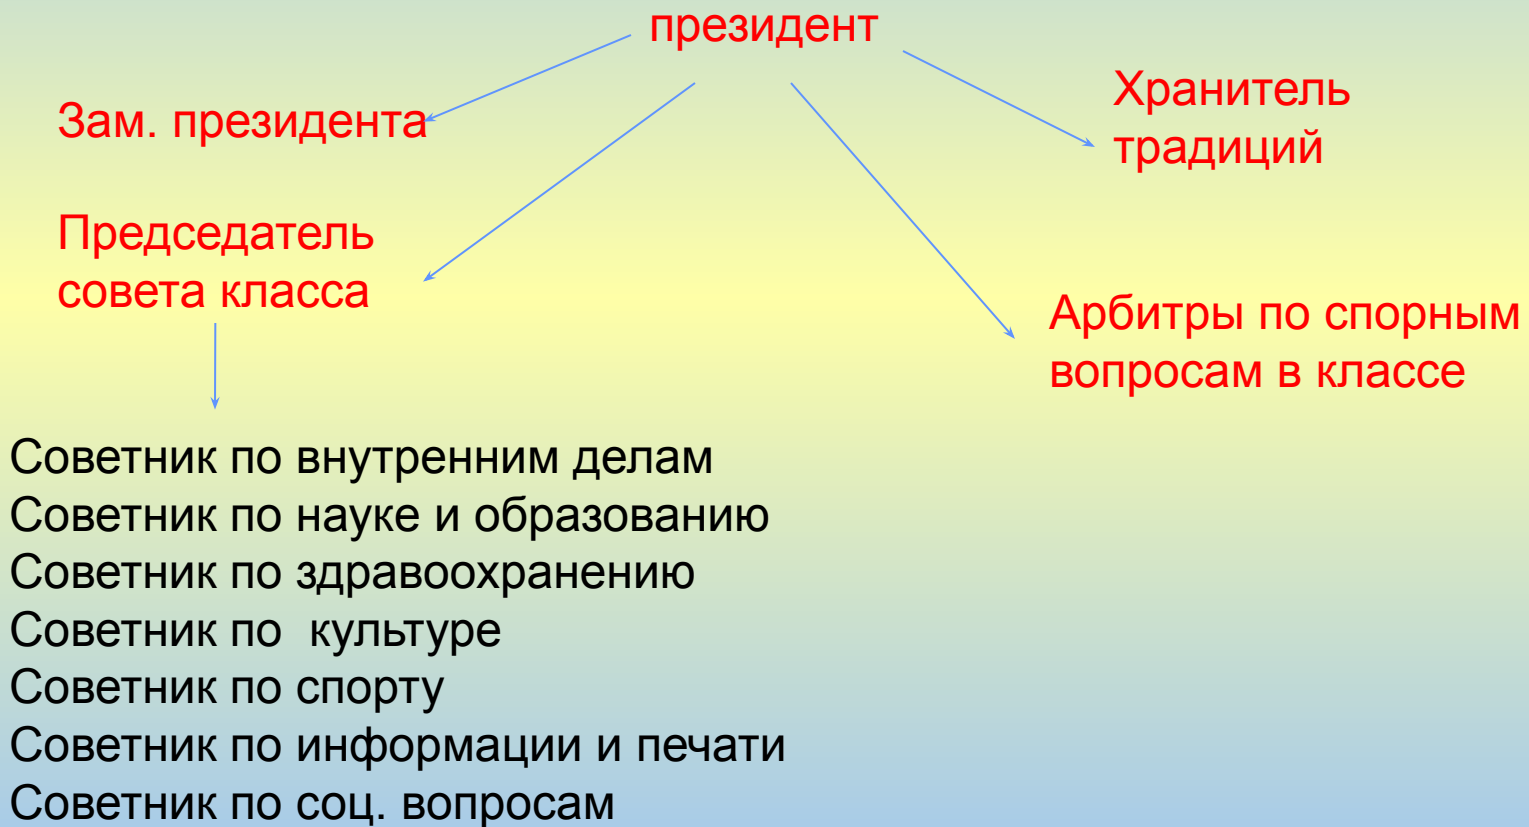 президент
Зам. президента
Хранитель
традиций
Председатель
совета класса
Арбитры по спорным
вопросам в классе
Советник по внутренним делам
Советник по науке и образованию
Советник по здравоохранению
Советник по  культуре
Советник по спорту
Советник по информации и печати
Советник по соц. вопросам